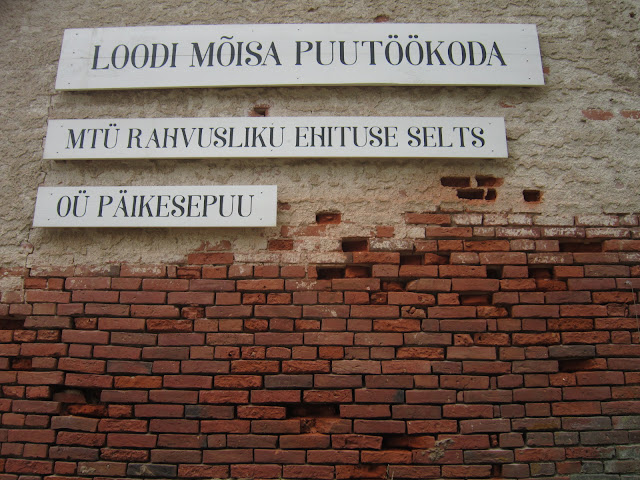 LOODI MÕISA PUUTÖÖKODA
MTÜ RAHVUSLIKU EHITUSE SELTS
OÜ PÄIKESEPUU